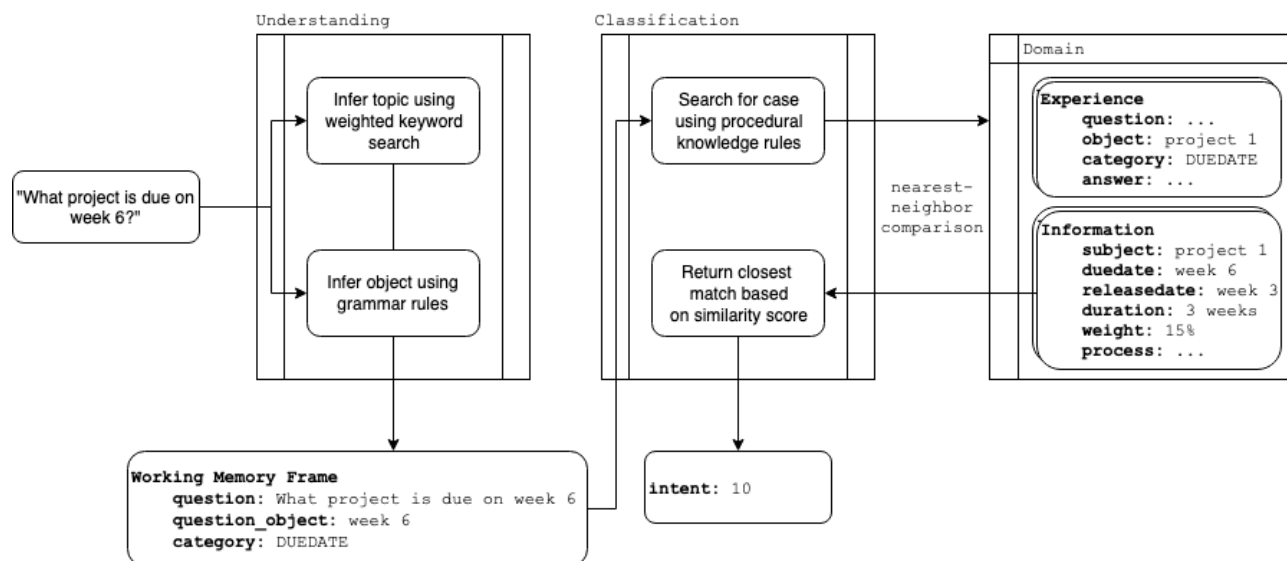 Understanding
Classification
Domain
Infer topic using
weighted keyword
search
Search for case
using procedural
knowledge rules
Experience
question: ...
object: project 1
category: DUEDATE
answer: ...
"What project is due on
week 6?"
nearest-
neighbor
comparison
Infer object using
grammar rules
Return closest
match based
on similarity score
Information
subject: project 1
duedate: week 6
releasedate: week 3
duration: 3 weeks
weight: 15%
process: ...
Working Memory Frame
question: What project is due on week 6
question_object: week 6
category: DUEDATE
intent: 10